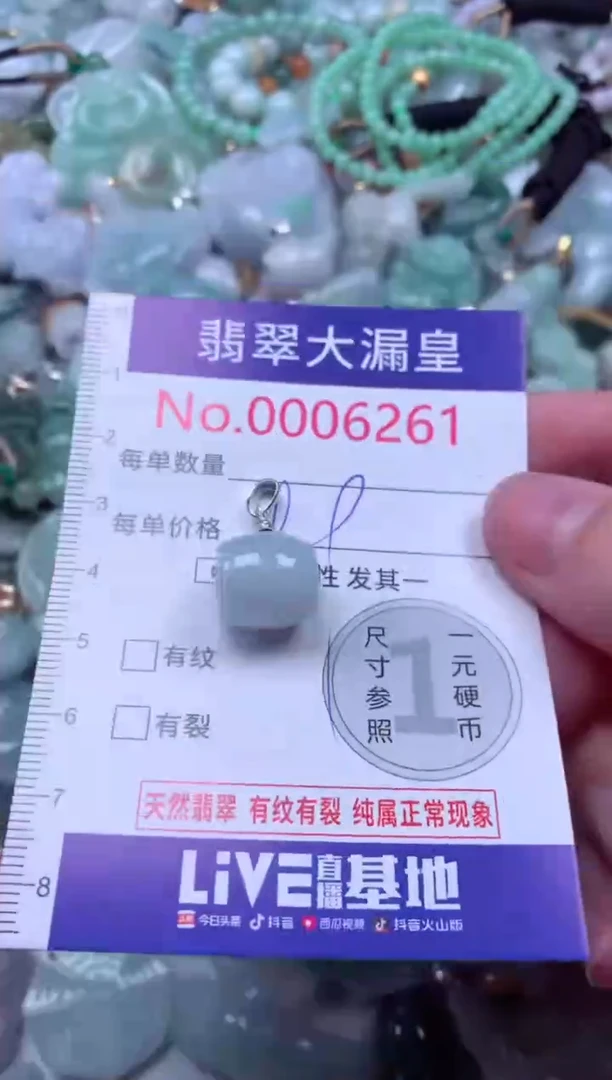 翡翠大漏皇
No.0006261
每单数量
每单价格
性发其一
有纹
有裂
尺寸参照
1
一元硬币
天然翡翠 有纹有裂 纯属正常现象
LiVE直播基地
今日头条 抖音 西瓜视频 抖音火山版
1
2
3
4
5
6
7
8